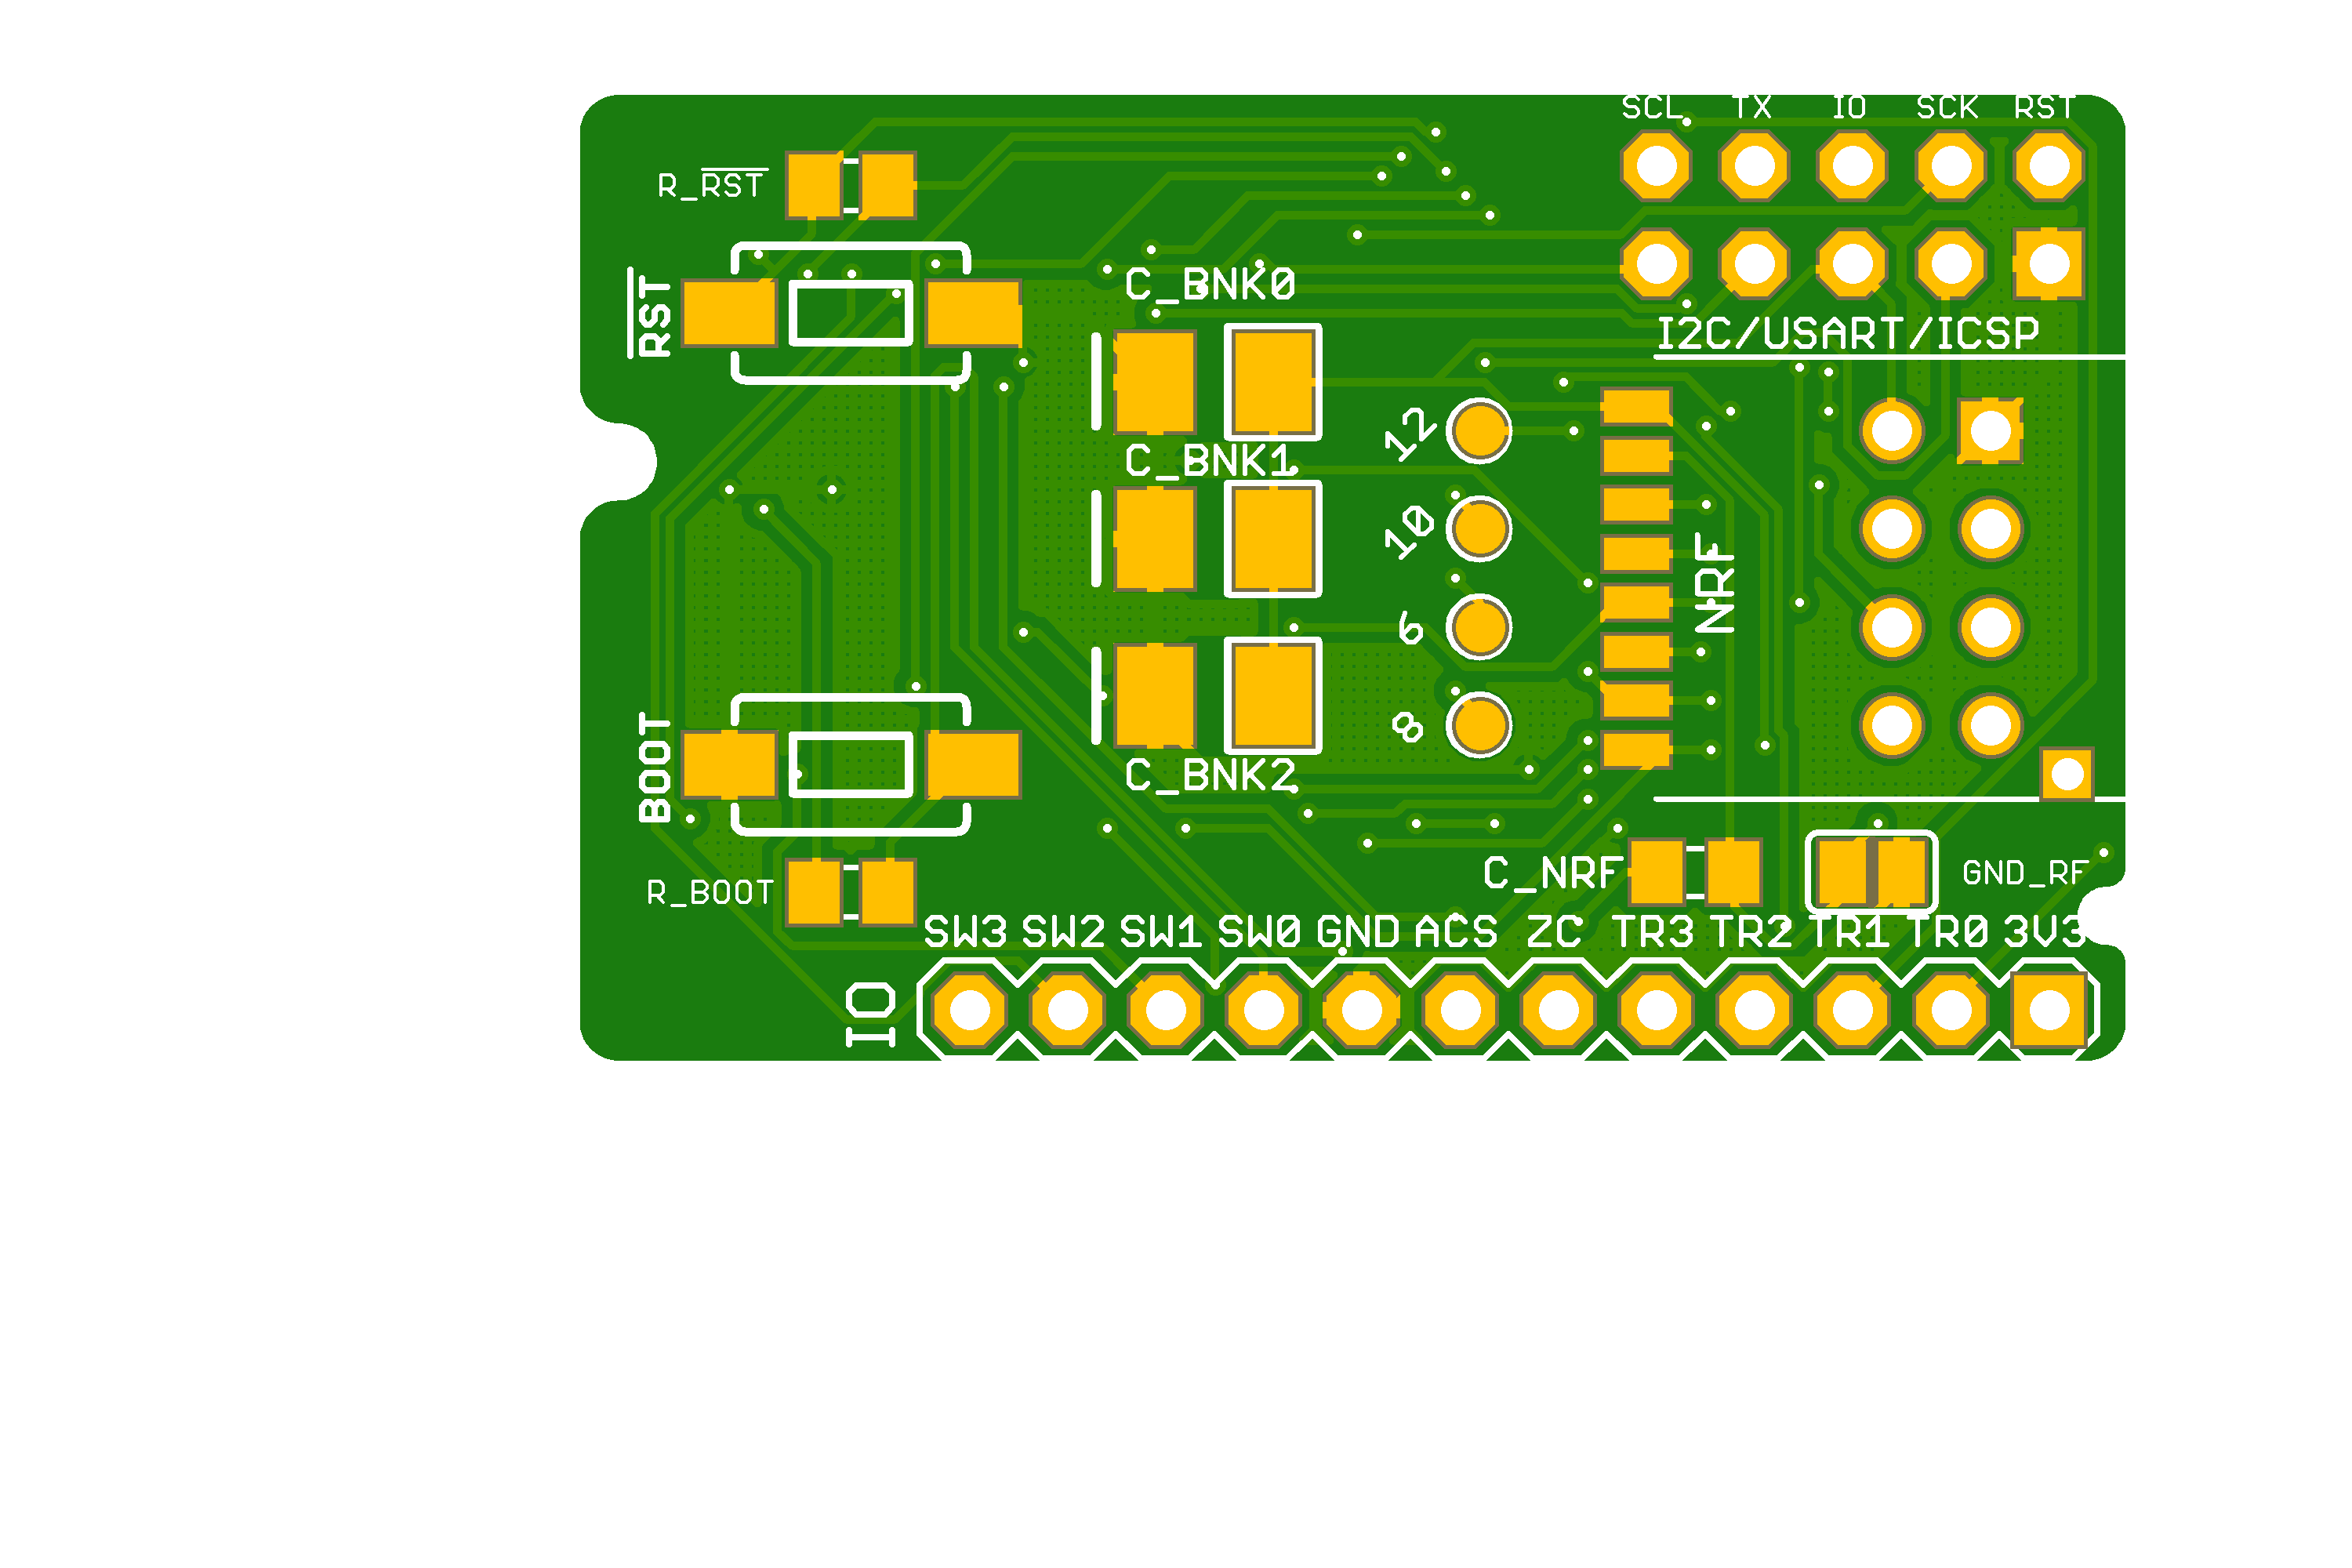 SCL TX IO SCK RST
R_RST
RST
C_BNK0
I2C/USART/ICSP
12
C_BNK1
10
NRF
6
8
BOOT
C_BNK2
R_BOOT
C_NRF
GND_RF
SW3 SW2 SW1 SW0 GND ACS ZC TR3 TR2 TR1 TR0 3V3
IO